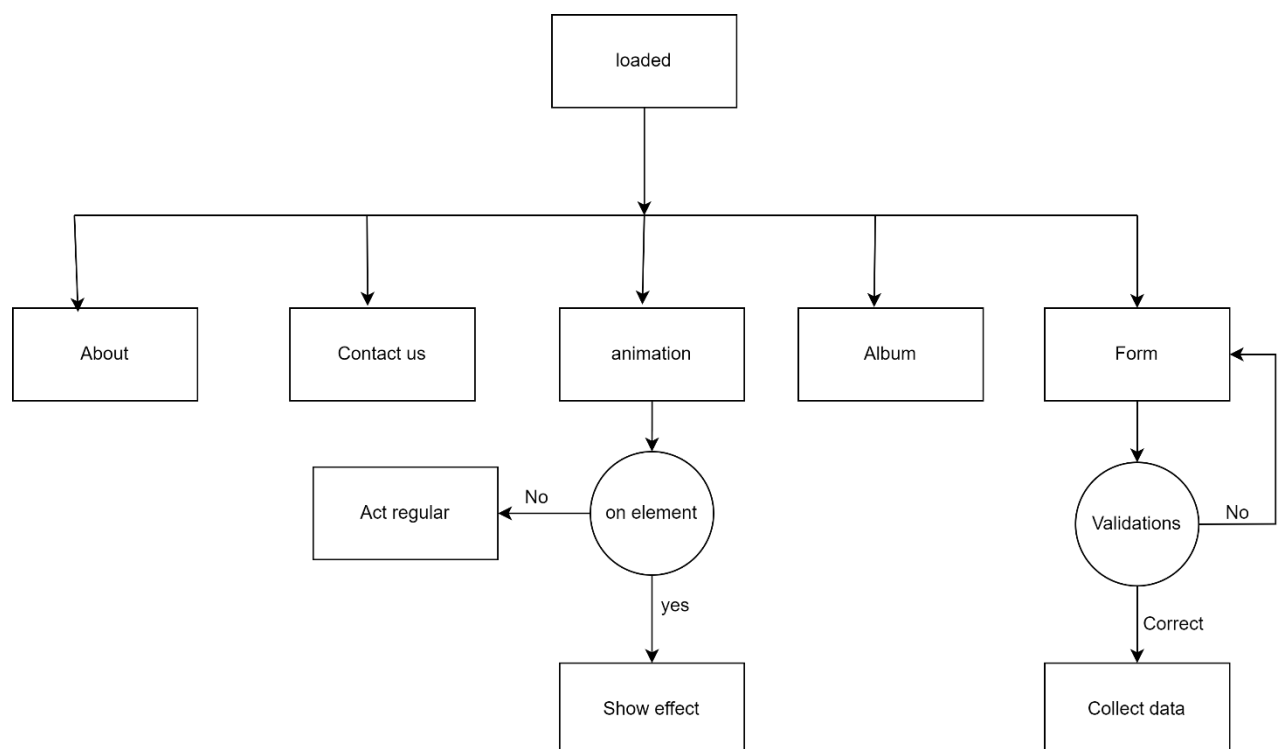 loaded
About
Contact us
animation
Album
Form
Act regular
No
on element
Validations
No
yes
Correct
Show effect
Collect data